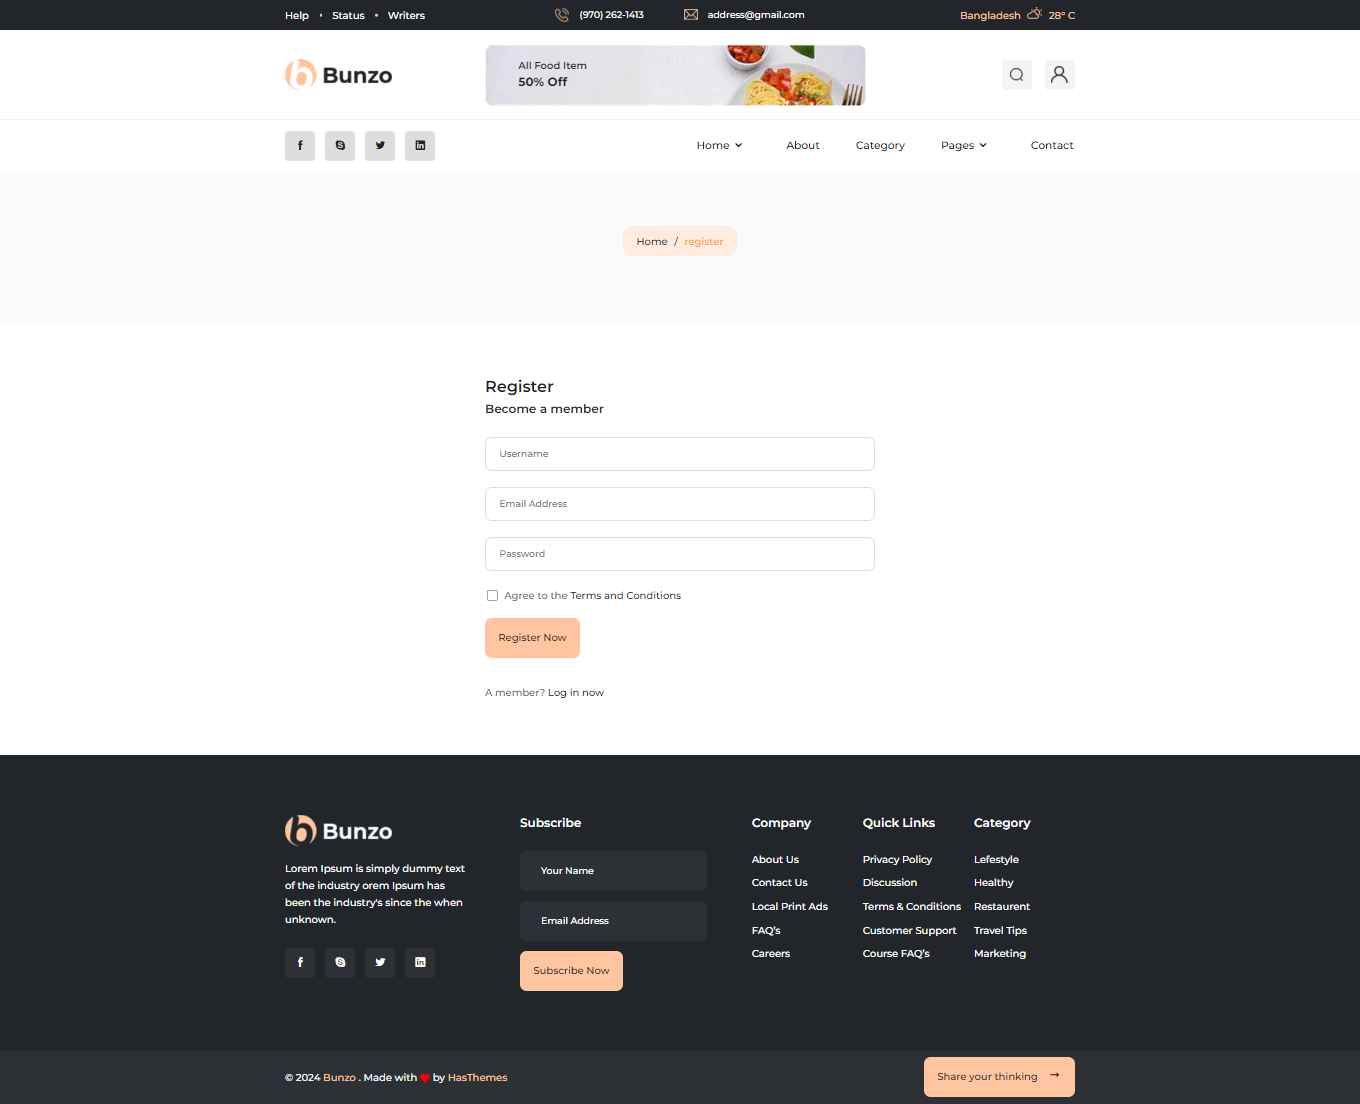 Help • Status • Writers
(970) 262-1413
address@gmail.com
Bangladesh 28° C
Bunzo
All Food Item
50% Off
Home
About
Category
Pages
Contact
Home / register
Register
Become a member
Username
Email Address
Password
Agree to the Terms and Conditions
Register Now
A member? Log in now
Bunzo
Lorem Ipsum is simply dummy text
of the industry orem Ipsum has
been the industry's since the when
unknown.
Subscribe
Your Name
Email Address
Subscribe Now
Company
About Us
Contact Us
Local Print Ads
FAQ's
Careers
Quick Links
Privacy Policy
Discussion
Terms & Conditions
Customer Support
Course FAQ's
Category
Lefestyle
Healthy
Restaurent
Travel Tips
Marketing
© 2024 Bunzo . Made with ❤ by HasThemes
Share your thinking →